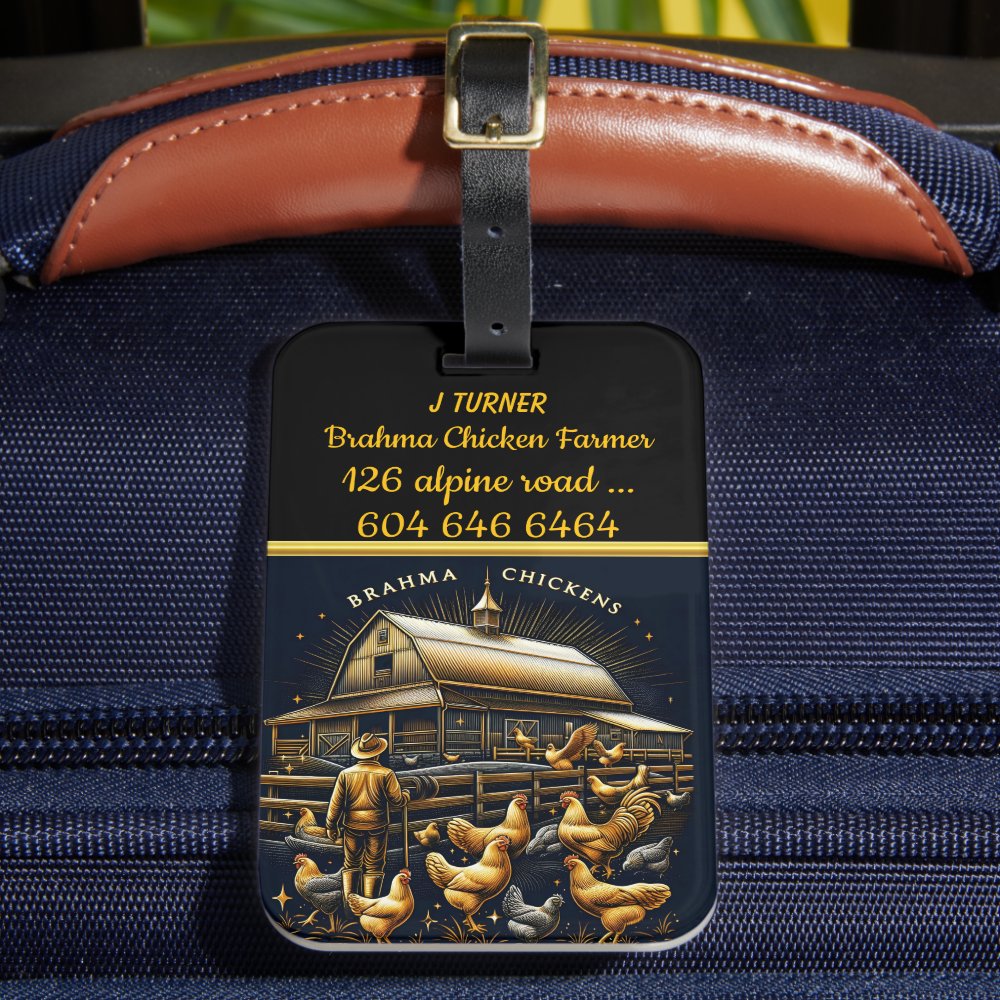 J TURNER
Brahma Chicken Farmer
126 alpine road ...
604 646 6464
BRAHMA CHICKENS